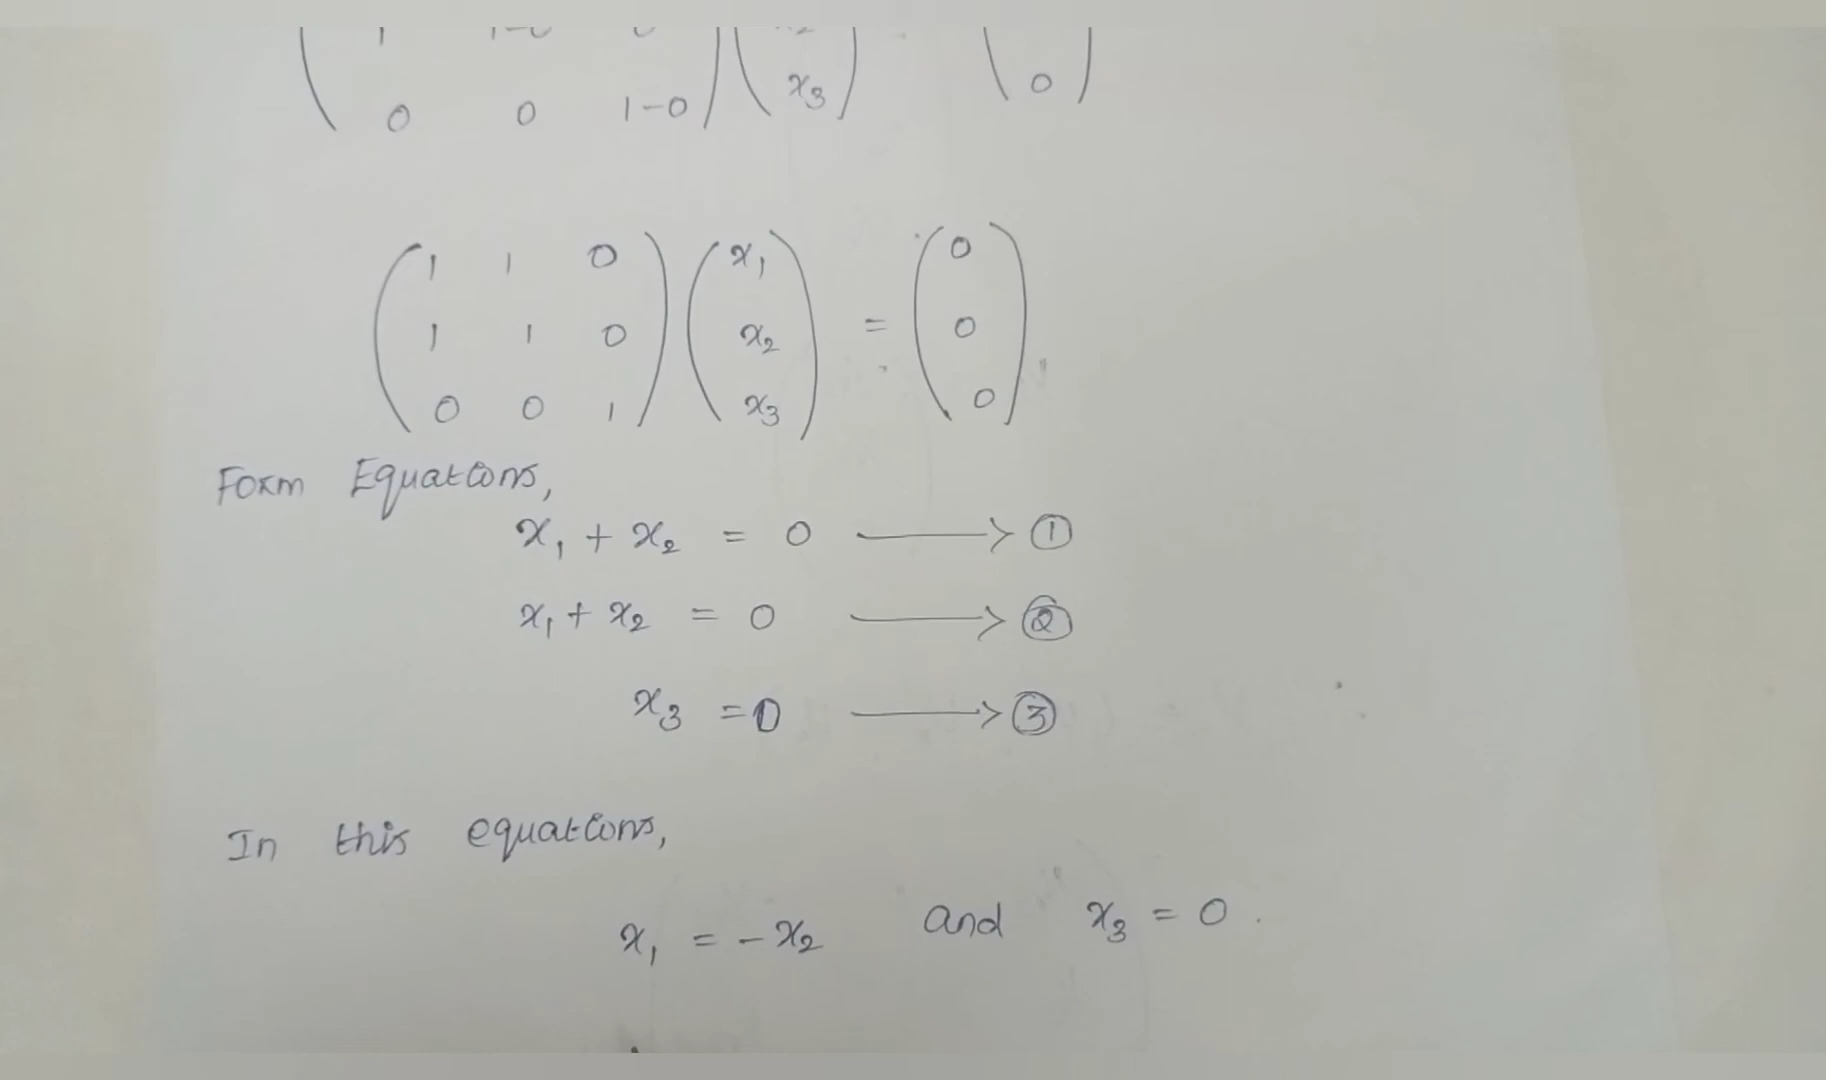 x3 0
0 0 1-0
1 1 0 x1 0
1 1 0 x2 = 0
0 0 1 x3 0
Form Equations,
x1 + x2 = 0 → ①
x1 + x2 = 0 → ②
x3 = 0 → ③
In this equations,
x1 = - x2 and x3 = 0.